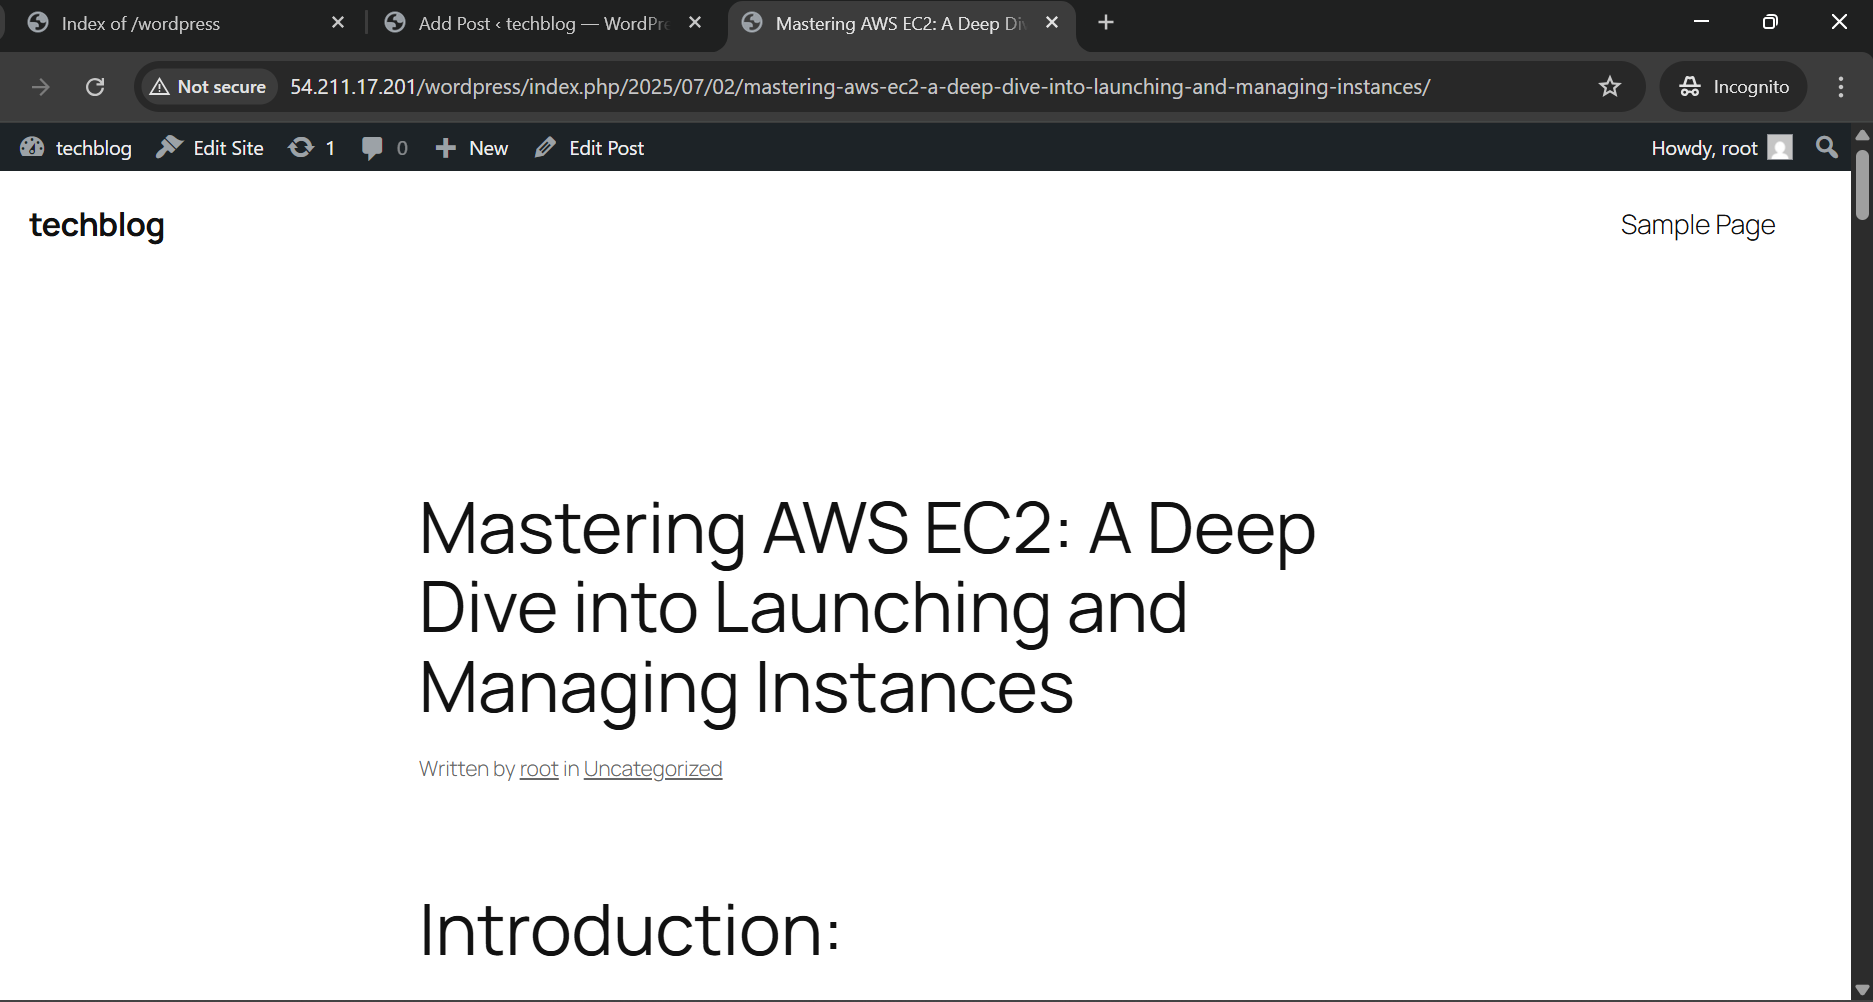 Index of /wordpress
Add Post ‹ techblog — WordPre
Mastering AWS EC2: A Deep Di
Not secure
54.211.17.201/wordpress/index.php/2025/07/02/mastering-aws-ec2-a-deep-dive-into-launching-and-managing-instances/
Incognito
techblog Edit Site 1 0 New Edit Post Howdy, root
techblog
Sample Page
Mastering AWS EC2: A Deep
Dive into Launching and
Managing Instances
Written by root in Uncategorized
Introduction: